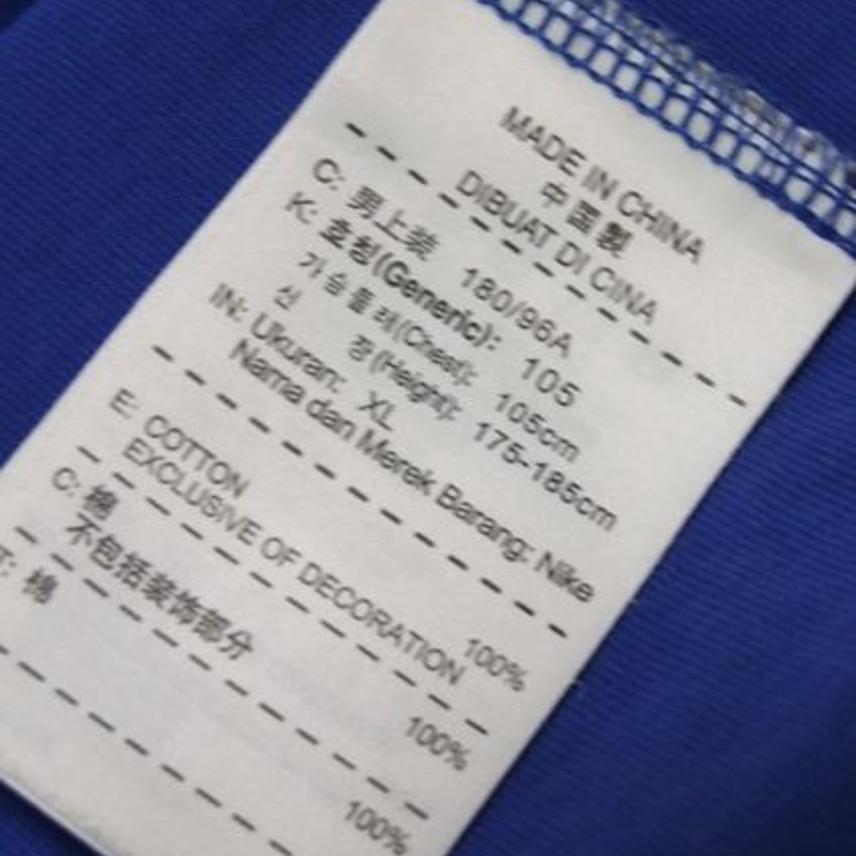 MADE IN CHINA
中國製
DIBUAT DI CINA
C: 男上装 180/96A
K: 호칭(Generic): 105
가슴둘레(Chest): 105cm
신 장(Height): 175-185cm
IN: Ukuran: XL
Nama dan Merek Barang: Nike
E: COTTON 100%
EXCLUSIVE OF DECORATION
C: 棉 100%
不包括装饰部分
T: 棉 100%